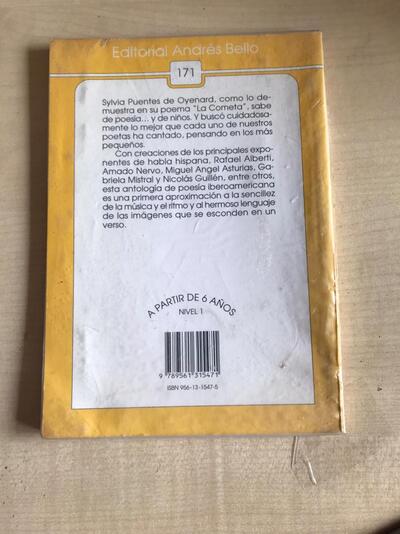 Editorial Andrés Bello
171
Sylvia Puentes de Oyenard, como lo de-
muestra en su poema "La Cometa", sabe
de poesía... y de niños. Y buscó cuidadosa-
mente lo mejor que cada uno de nuestros
poetas ha cantado, pensando en los más
pequeños.
Con creaciones de los principales expo-
nentes de habla hispana, Rafael Alberti,
Amado Nervo, Miguel Angel Asturias, Ga-
briela Mistral y Nicolás Guillén, entre otros,
esta antología de poesía iberoamericana
es una primera aproximación a la sencillez
de la música y el ritmo y al hermoso lenguaje
de las imágenes que se esconden en un
verso.
A PARTIR DE 6 AÑOS
NIVEL 1
9 789561 315471
ISBN 956-13-1547-5